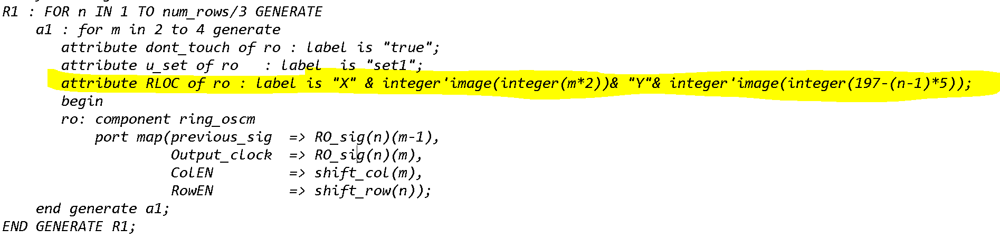 R1 : FOR n IN 1 TO num_rows/3 GENERATE
a1 : for m in 2 to 4 generate
attribute dont_touch of ro : label is "true";
attribute u_set of ro   : label  is "set1";
attribute RLOC of ro : label is "X" & integer'image(integer(m*2))& "Y"& integer'image(integer(197-(n-1)*5));
begin
ro: component ring_oscm
port map(previous_sig  => RO_sig(n)(m-1),
Output_clock  => RO_sig(n)(m),
ColEN         => shift_col(m),
RowEN         => shift_row(n));
end generate a1;
END GENERATE R1;